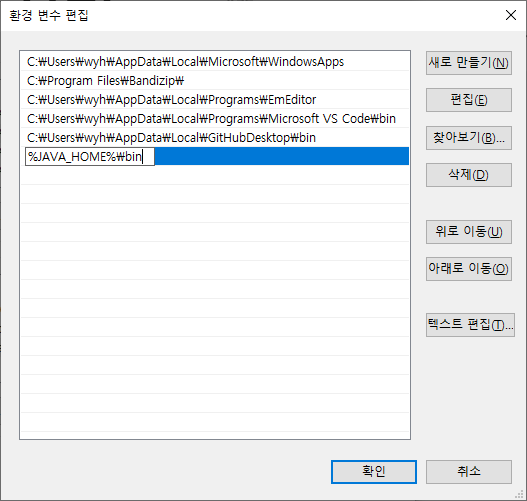 환경 변수 편집
C:₩Users₩wyh₩AppData₩Local₩Microsoft₩WindowsApps
C:₩Program Files₩Bandizip₩
C:₩Users₩wyh₩AppData₩Local₩Programs₩EmEditor
C:₩Users₩wyh₩AppData₩Local₩Programs₩Microsoft VS Code₩bin
C:₩Users₩wyh₩AppData₩Local₩GitHubDesktop₩bin
%JAVA_HOME%₩bin
새로 만들기(N)
편집(E)
찾아보기(B)...
삭제(D)
위로 이동(U)
아래로 이동(O)
텍스트 편집(T)...
확인
취소